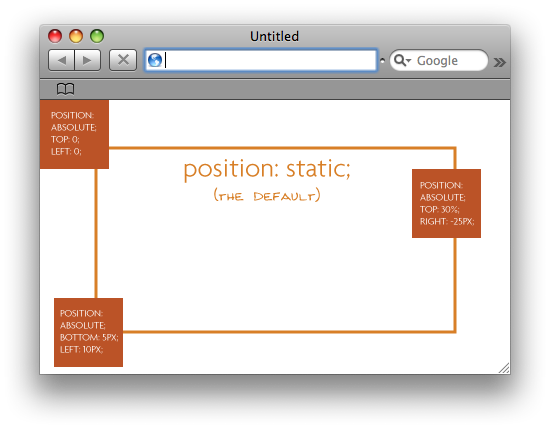 Untitled
Google
POSITION:
ABSOLUTE;
TOP: 0;
LEFT: 0;
position: static;
(THE DEFAULT)
POSITION:
ABSOLUTE;
TOP: 30%;
RIGHT: -25PX;
POSITION:
ABSOLUTE;
BOTTOM: 5PX;
LEFT: 10PX;